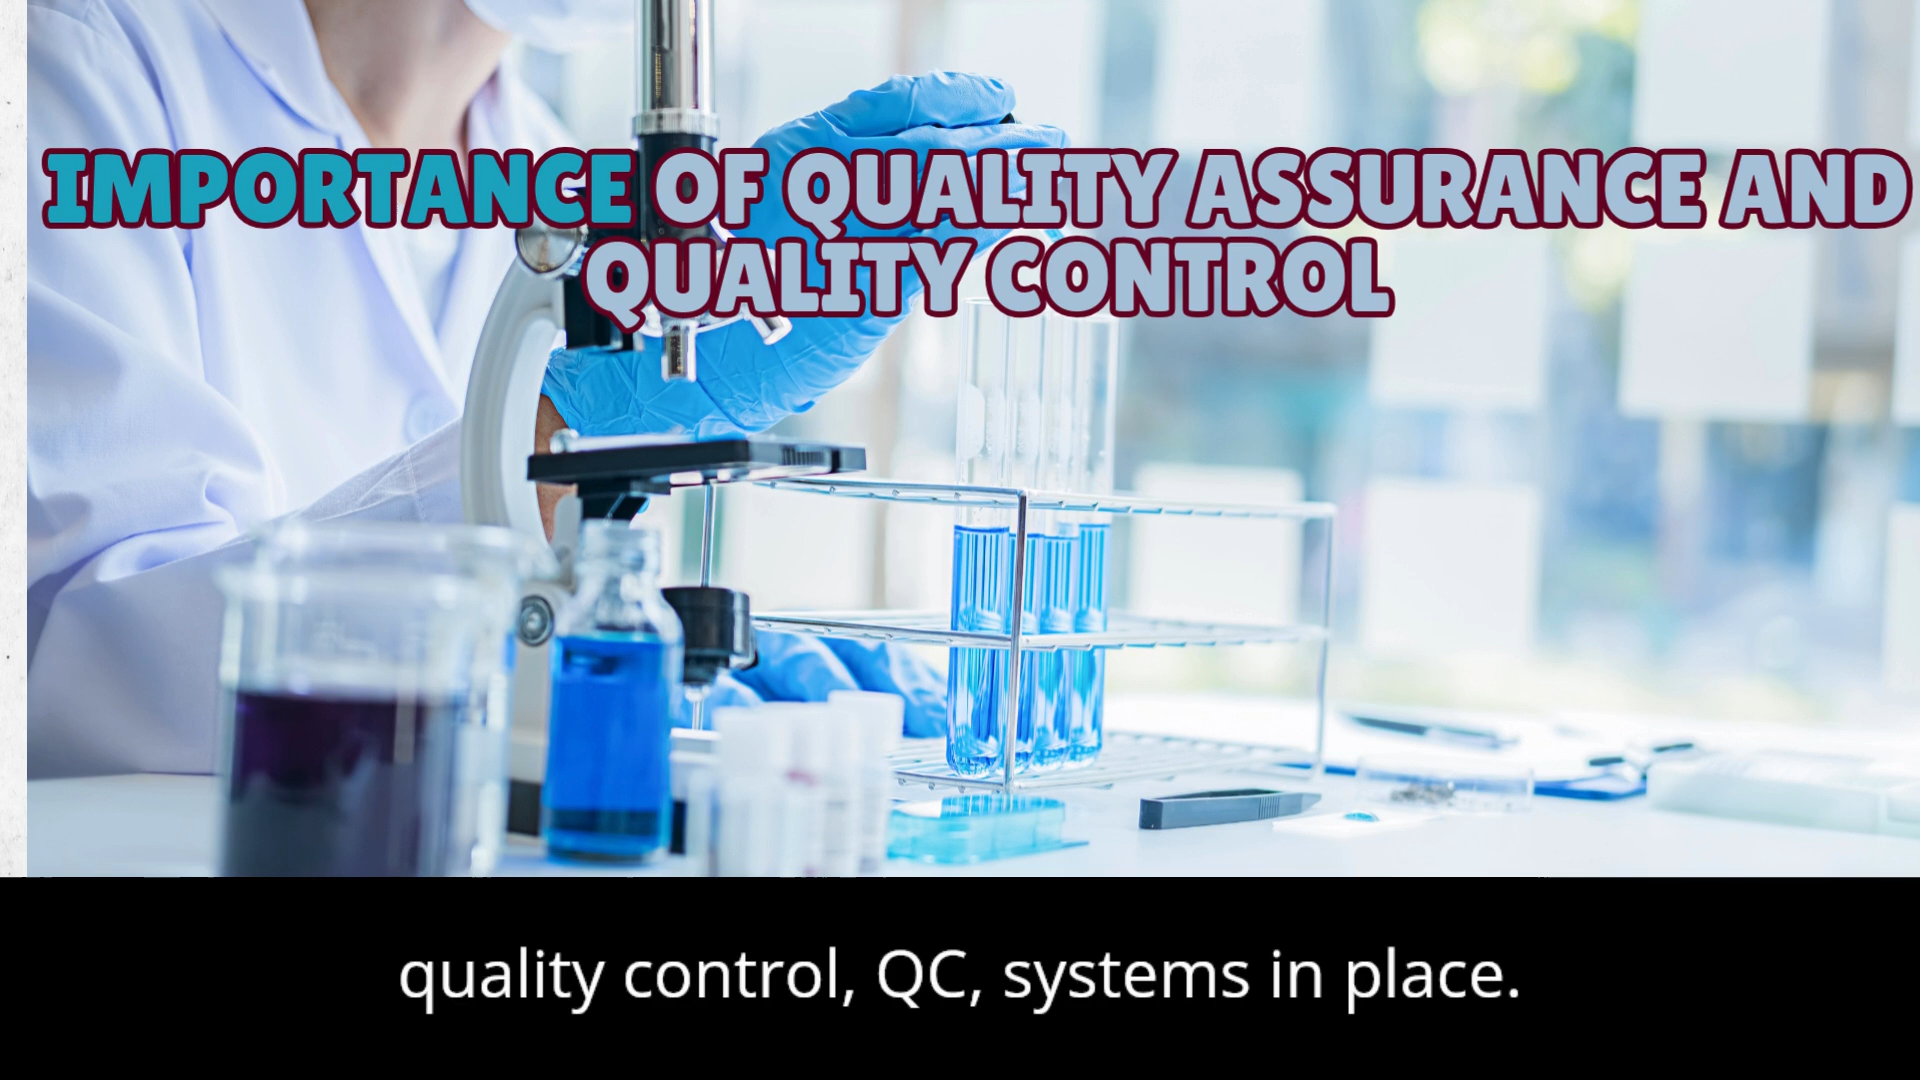 IMPORTANCE OF QUALITY ASSURANCE AND
QUALITY CONTROL
quality control, QC, systems in place.